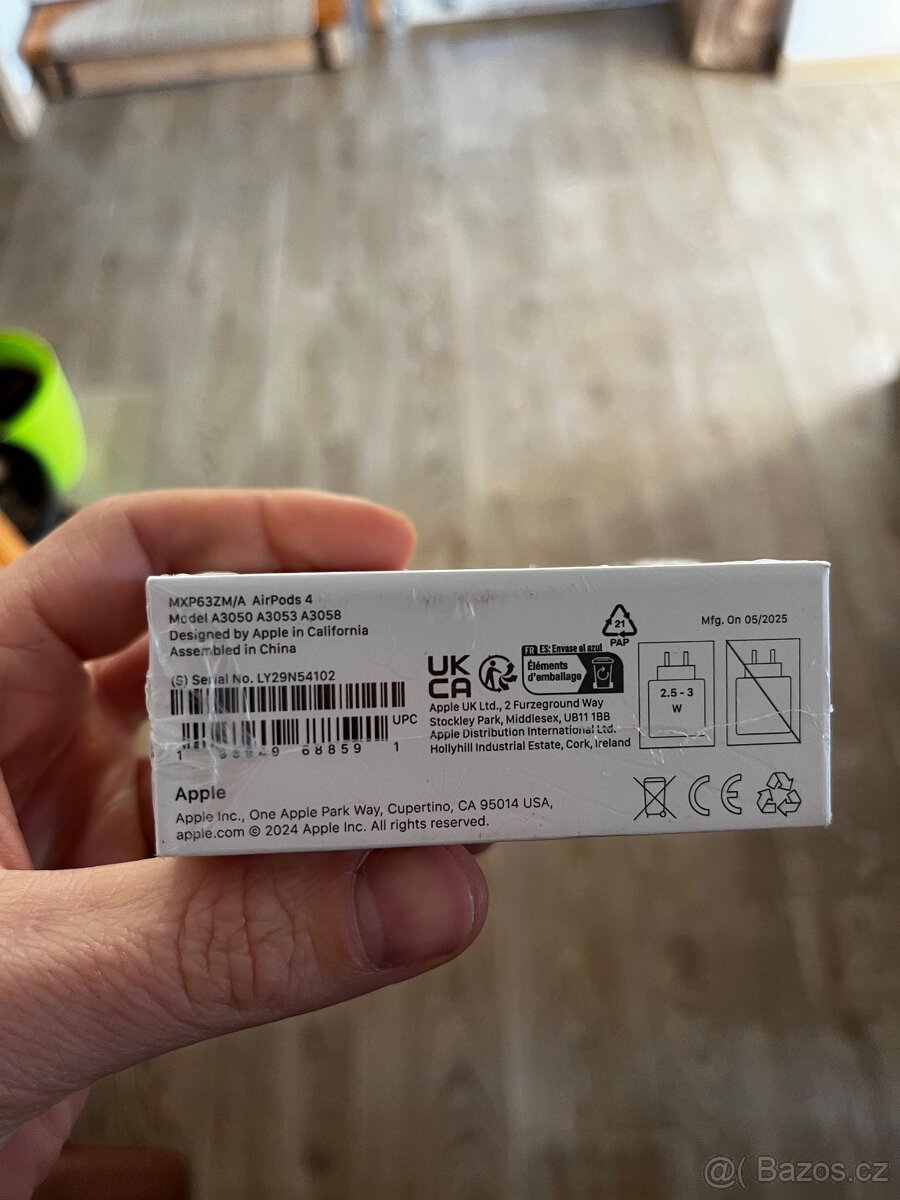 MXP63ZM/A AirPods 4
Model A3050 A3053 A3058
Designed by Apple in California
Assembled in China
(S) Serial No. LY29N54102
UPC
1 68859 1
Apple
Apple Inc., One Apple Park Way, Cupertino, CA 95014 USA,
apple.com © 2024 Apple Inc. All rights reserved.
UK
CA
FR ES: Envase al azul
Éléments
d'emballage
21
PAP
Apple UK Ltd., 2 Furzeground Way
Stockley Park, Middlesex, UB11 1BB
Apple Distribution International Ltd.
Hollyhill Industrial Estate, Cork, Ireland
Mfg. On 05/2025
2.5 - 3
W
CE
@( Bazos.cz